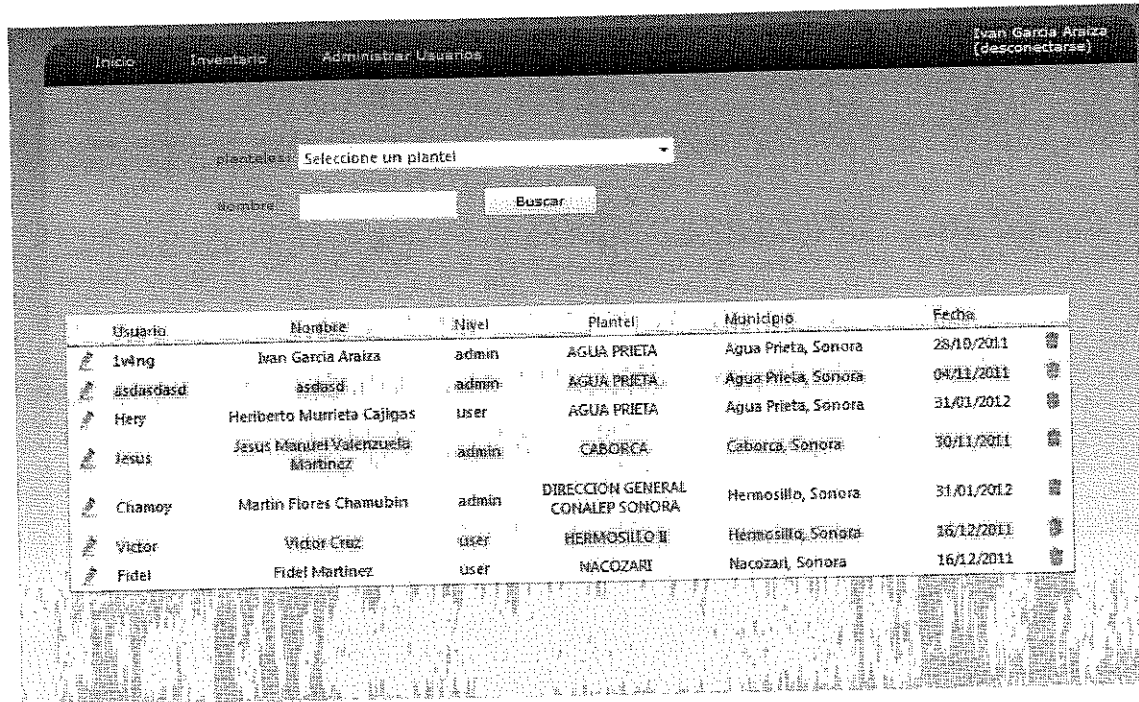 Inicio Inventario Administrar Usuarios Ivan Garcia Araiza
(desconectarse)
planteles: Seleccione un plantel
Nombre: Buscar
Usuario Nombre Nivel Plantel Municipio Fecha
1v4ng Ivan Garcia Araiza admin AGUA PRIETA Agua Prieta, Sonora 28/10/2011
asdasdasd asdasd admin AGUA PRIETA Agua Prieta, Sonora 04/11/2011
Hery Heriberto Murrieta Cajigas user AGUA PRIETA Agua Prieta, Sonora 31/01/2012
Jesus Jesus Manuel Valenzuela Martinez admin CABORCA Caborca, Sonora 30/11/2011
Chamoy Martin Flores Chamubin admin DIRECCION GENERAL CONALEP SONORA Hermosillo, Sonora 31/01/2012
Victor Victor Cruz user HERMOSILLO II Hermosillo, Sonora 16/12/2011
Fidel Fidel Martinez user NACOZARI Nacozari, Sonora 16/12/2011